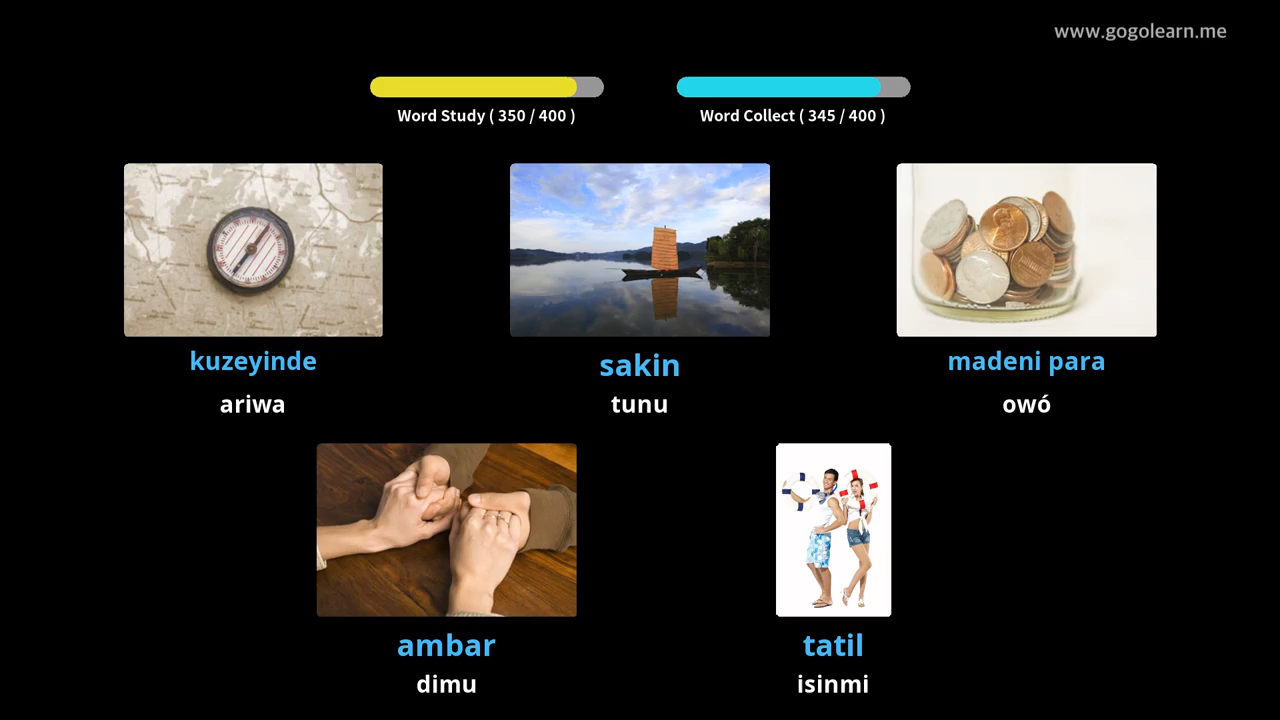 www.gogolearn.me
Word Study ( 350 / 400 )
Word Collect ( 345 / 400 )
kuzeyinde
ariwa
sakin
tunu
madeni para
owó
ambar
dimu
tatil
isinmi